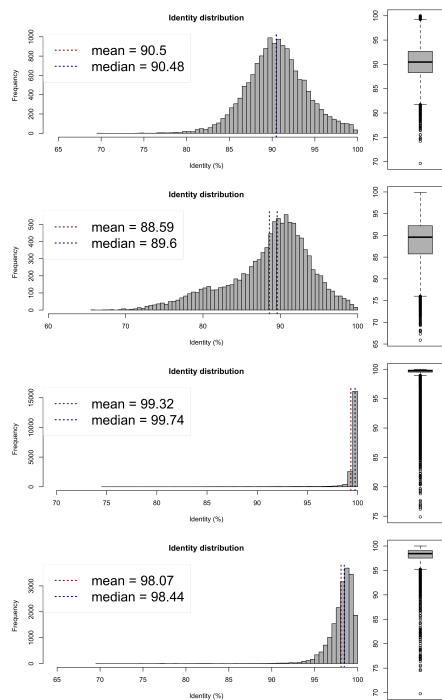 Identity distribution
mean = 90.5
median = 90.48
Frequency
0 200 400 600 800 1000
65 70 75 80 85 90 95 100
Identity (%)
70 75 80 85 90 95 100
Identity distribution
mean = 88.59
median = 89.6
Frequency
0 100 200 300 400 500
60 70 80 90 100
Identity (%)
65 70 75 80 85 90 95 100
Identity distribution
mean = 99.32
median = 99.74
Frequency
0 5000 10000 15000
70 75 80 85 90 95 100
Identity (%)
75 80 85 90 95 100
Identity distribution
mean = 98.07
median = 98.44
Frequency
0 1000 2000 3000
65 70 75 80 85 90 95 100
Identity (%)
70 75 80 85 90 95 100